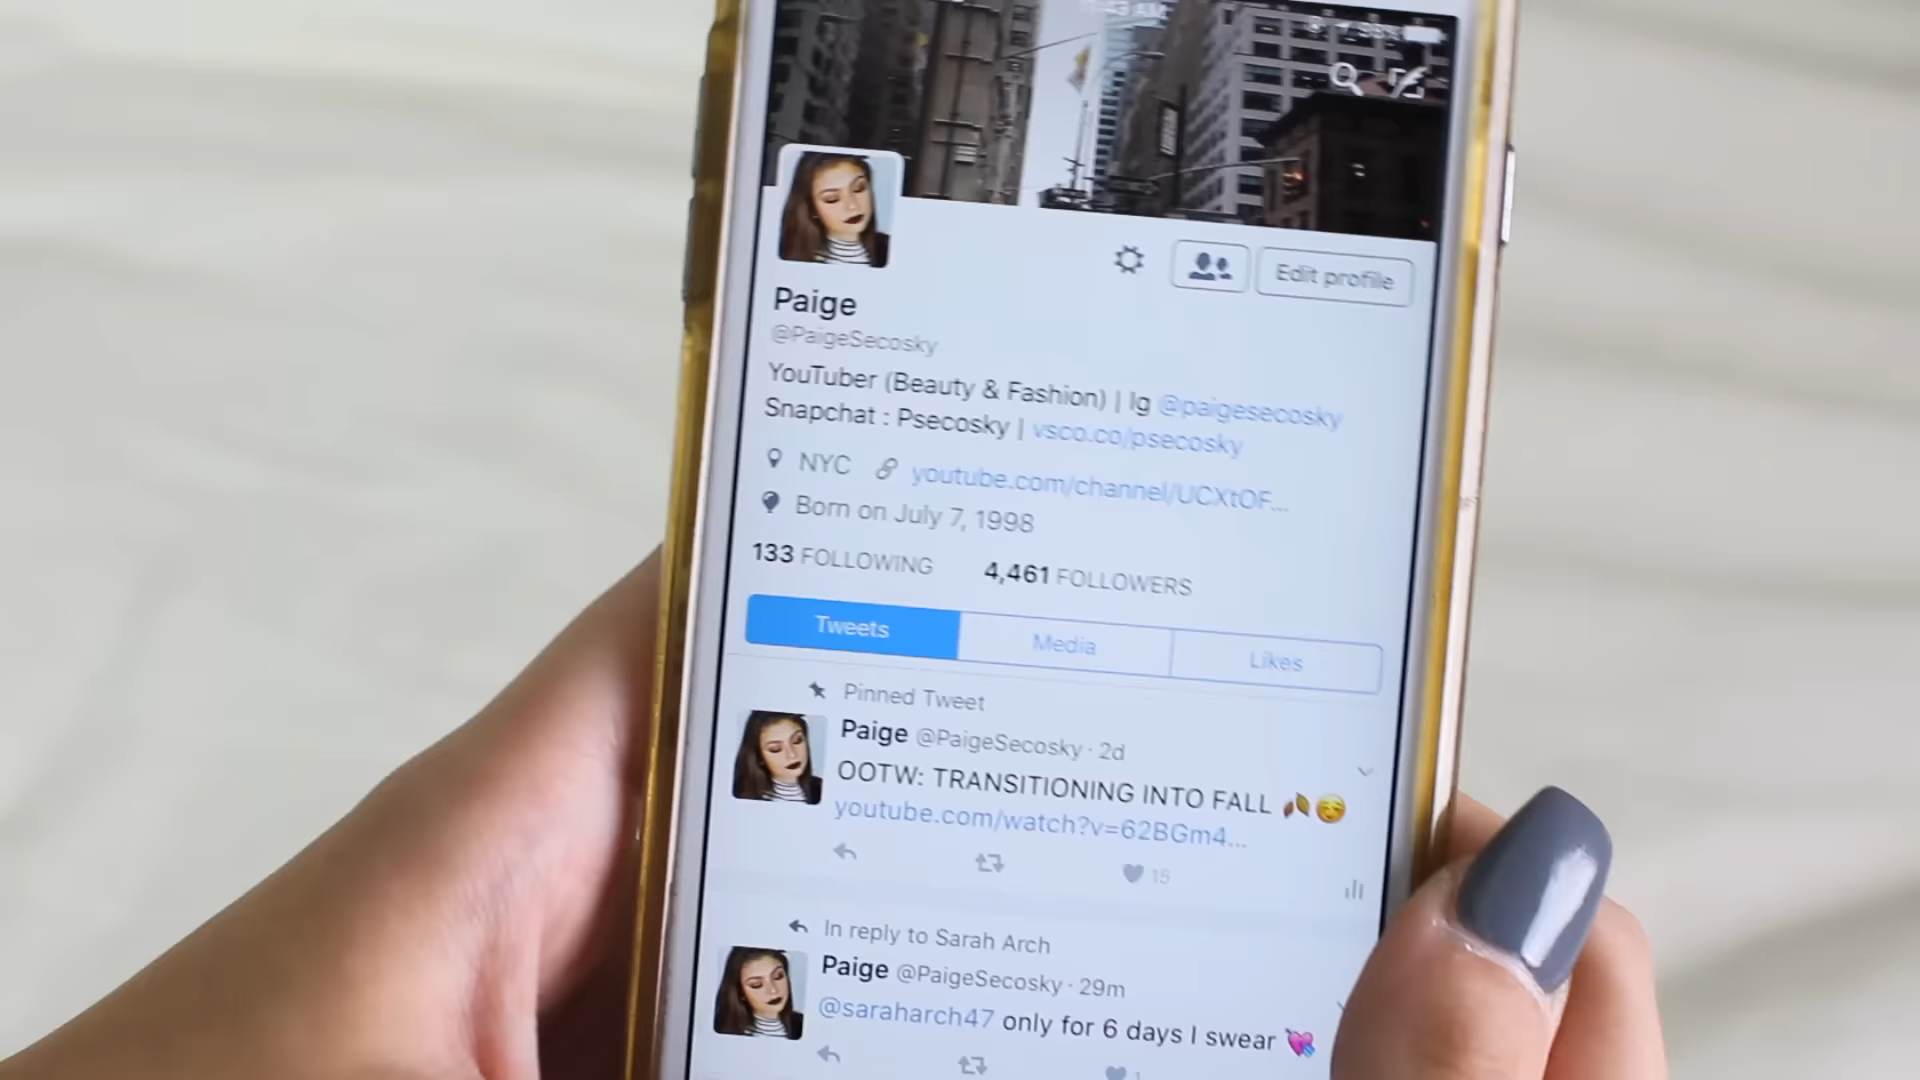 Edit profile
Paige
@PaigeSecosky
YouTuber (Beauty & Fashion) | Ig @paigesecosky
Snapchat : Psecosky | vsco.co/psecosky
NYC youtube.com/channel/UCXtOF...
Born on July 7, 1998
133 FOLLOWING 4,461 FOLLOWERS
Tweets Media Likes
Pinned Tweet
Paige @PaigeSecosky · 2d
OOTW: TRANSITIONING INTO FALL 🍂😌
youtube.com/watch?v=62BGm4...
15
In reply to Sarah Arch
Paige @PaigeSecosky · 29m
@saraharch47 only for 6 days I swear 💘
1